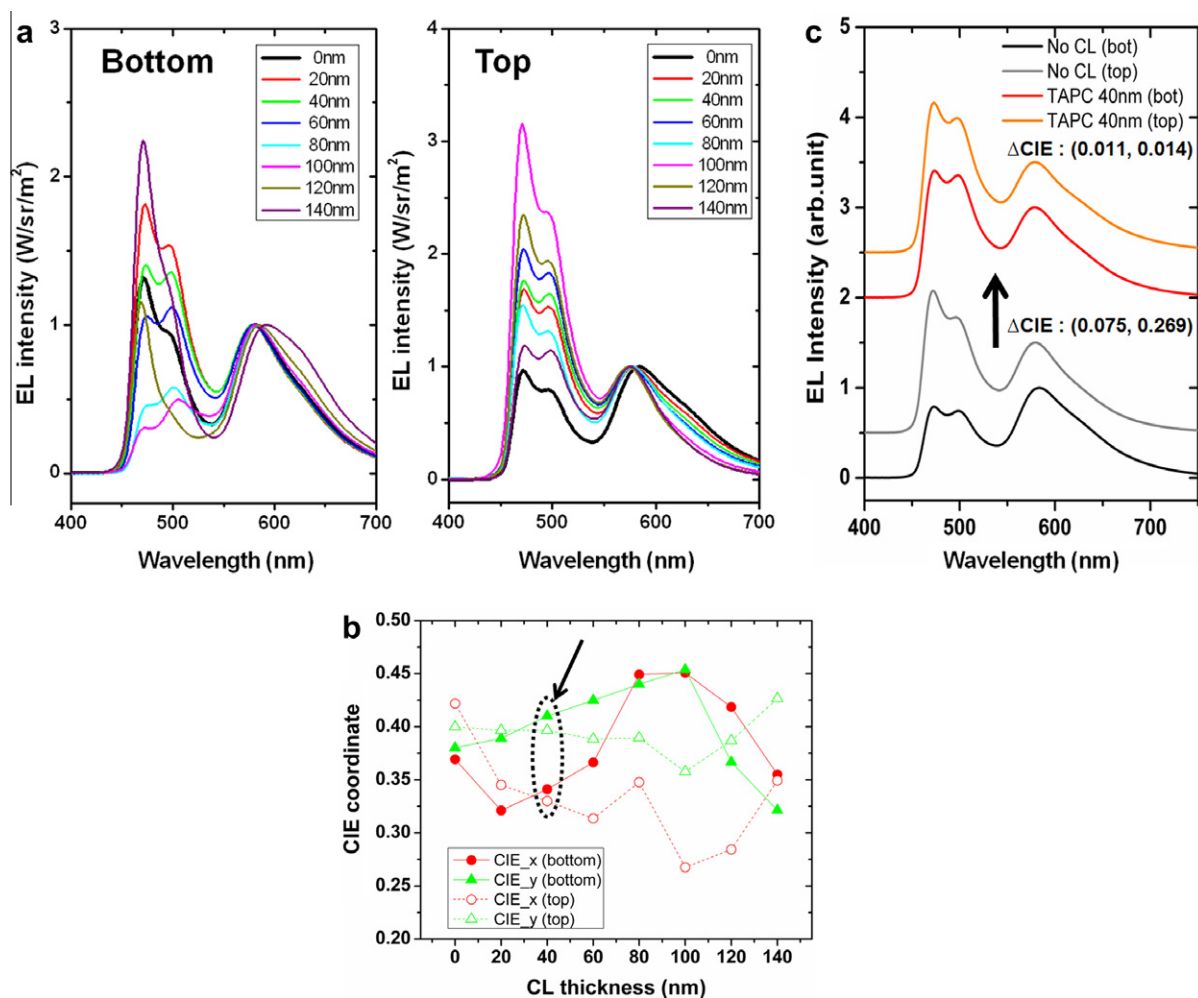 a
Bottom
0nm
20nm
40nm
60nm
80nm
100nm
120nm
140nm
EL intensity (W/sr/m²)
3
2
1
0
400 500 600 700
Wavelength (nm)
Top
0nm
20nm
40nm
60nm
80nm
100nm
120nm
140nm
EL intensity (W/sr/m²)
4
3
2
1
0
400 500 600 700
Wavelength (nm)
c
No CL (bot)
No CL (top)
TAPC 40nm (bot)
TAPC 40nm (top)
ΔCIE : (0.011, 0.014)
ΔCIE : (0.075, 0.269)
EL Intensity (arb.unit)
5
4
3
2
1
0
400 500 600 700
Wavelength (nm)
b
CIE coordinate
0.50
0.45
0.40
0.35
0.30
0.25
0.20
CIE_x (bottom)
CIE_y (bottom)
CIE_x (top)
CIE_y (top)
0 20 40 60 80 100 120 140
CL thickness (nm)